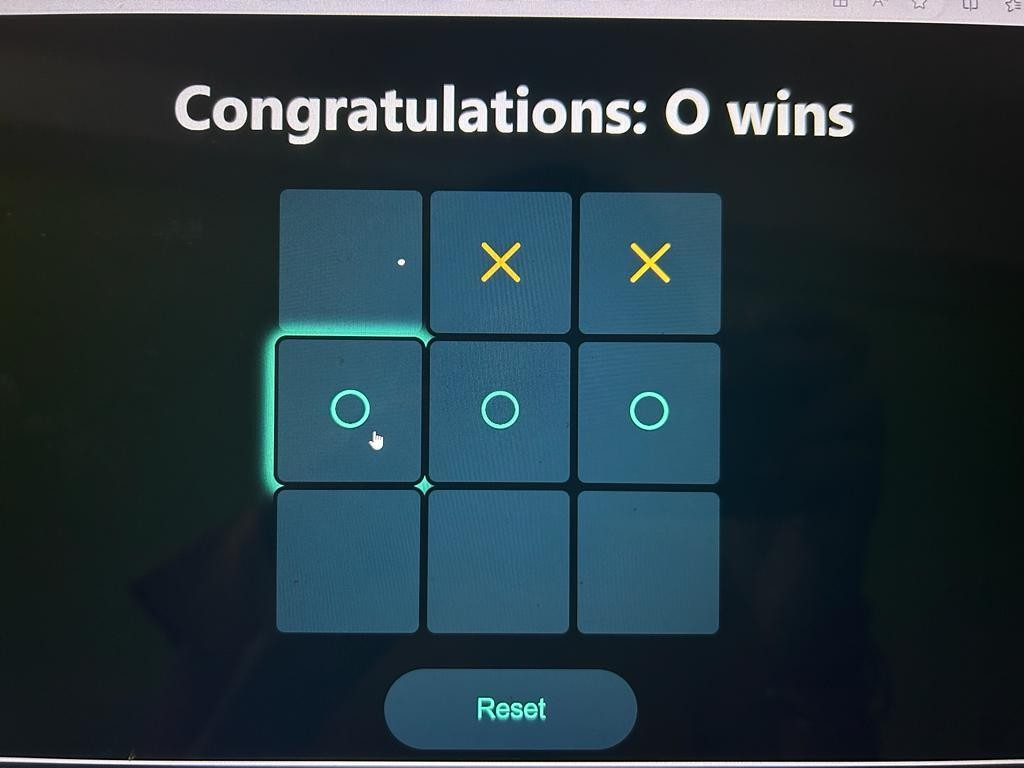 Congratulations: O wins
X X
O O O
Reset